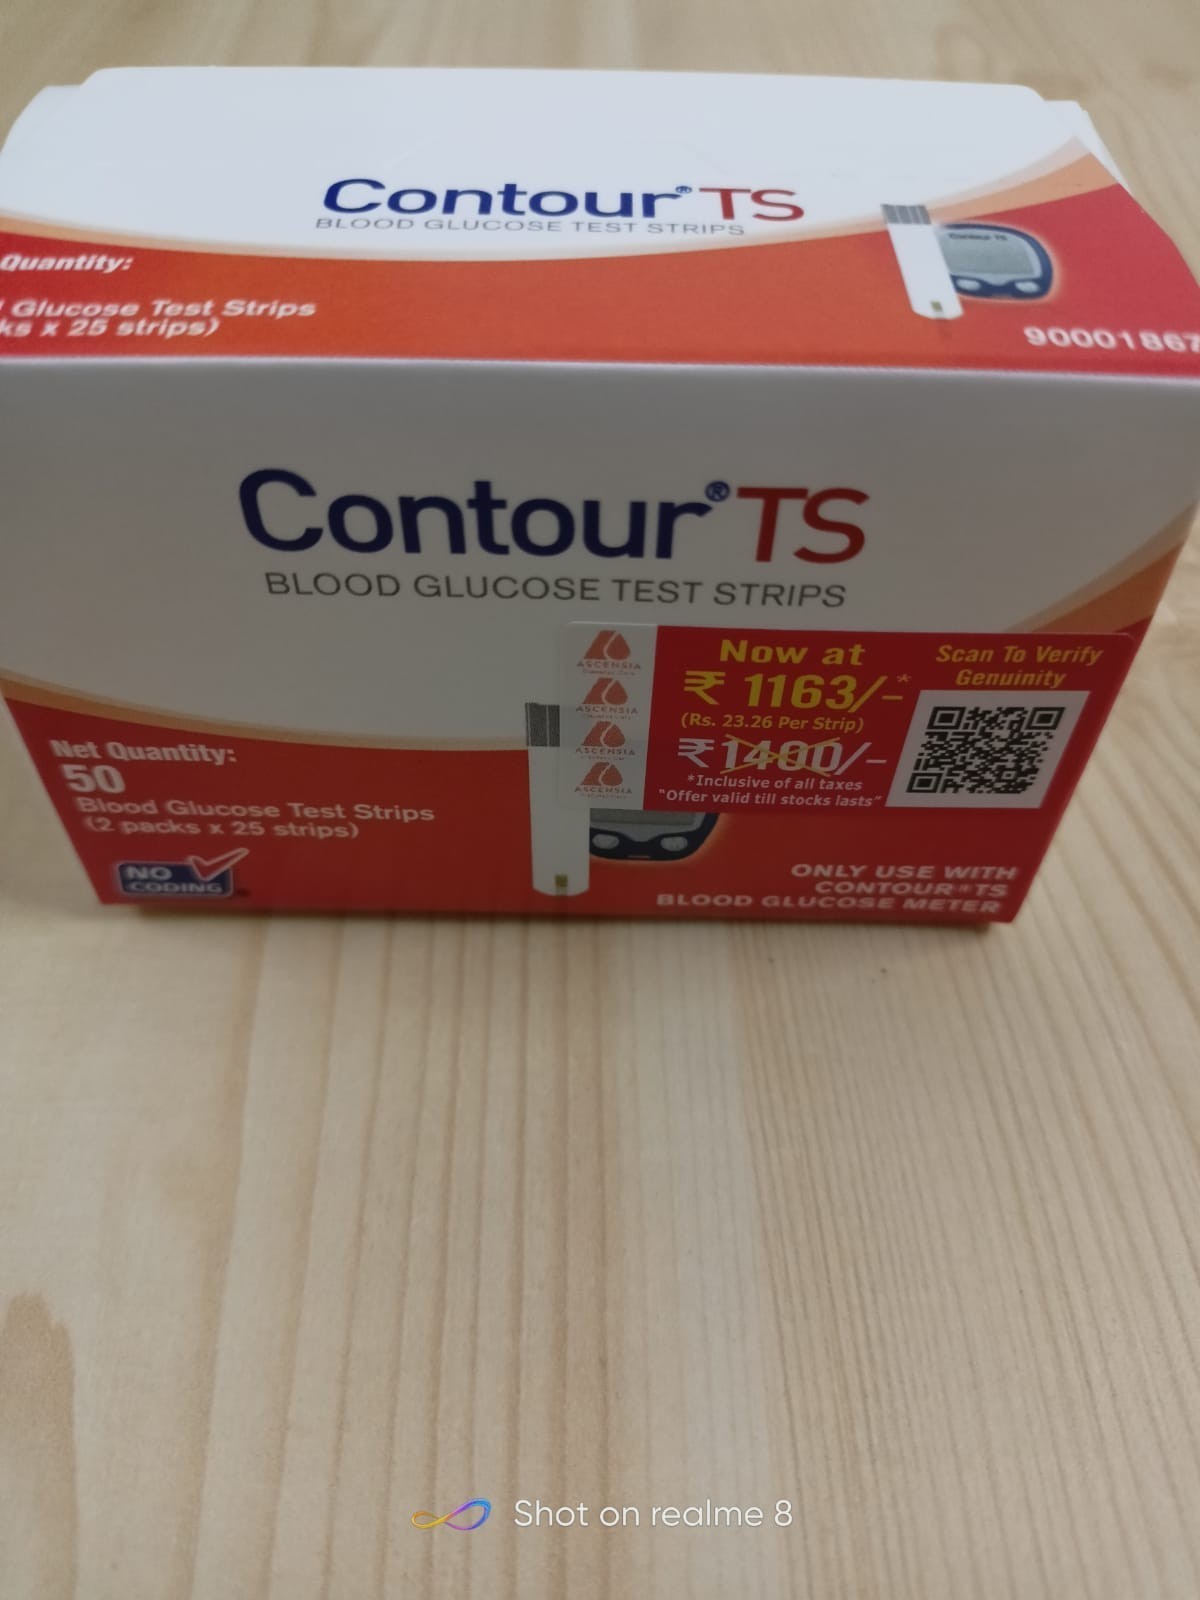 Contour® TS
BLOOD GLUCOSE TEST STRIPS
Contour TS
Quantity:
Glucose Test Strips
ks x 25 strips)
90001867
Contour® TS
BLOOD GLUCOSE TEST STRIPS
ASCENSIA
ASCENSIA
ASCENSIA
ASCENSIA
Now at
₹ 1163/-*
(Rs. 23.26 Per Strip)
₹ 1400/-
*Inclusive of all taxes
"Offer valid till stocks lasts"
Scan To Verify
Genuinity
Net Quantity:
50
Blood Glucose Test Strips
(2 packs x 25 strips)
NO
CODING
ONLY USE WITH
CONTOUR® TS
BLOOD GLUCOSE METER
Shot on realme 8